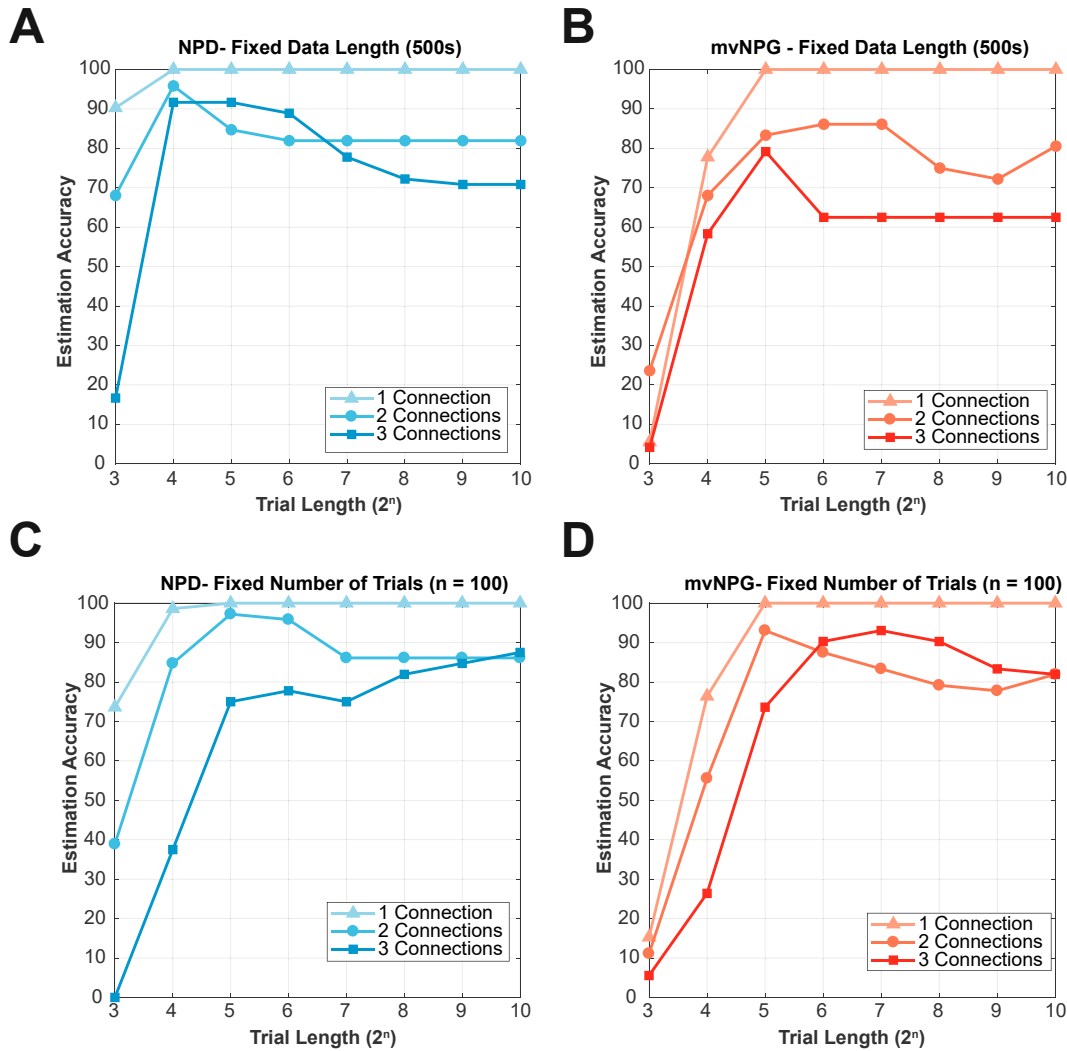 A
NPD- Fixed Data Length (500s)
100
90
80
70
60
50
40
30
20
10
0
Estimation Accuracy
3 4 5 6 7 8 9 10
Trial Length (2ⁿ)
1 Connection
2 Connections
3 Connections
B
mvNPG - Fixed Data Length (500s)
100
90
80
70
60
50
40
30
20
10
0
Estimation Accuracy
3 4 5 6 7 8 9 10
Trial Length (2ⁿ)
1 Connection
2 Connections
3 Connections
C
NPD- Fixed Number of Trials (n = 100)
100
90
80
70
60
50
40
30
20
10
0
Estimation Accuracy
3 4 5 6 7 8 9 10
Trial Length (2ⁿ)
1 Connection
2 Connections
3 Connections
D
mvNPG- Fixed Number of Trials (n = 100)
100
90
80
70
60
50
40
30
20
10
0
Estimation Accuracy
3 4 5 6 7 8 9 10
Trial Length (2ⁿ)
1 Connection
2 Connections
3 Connections